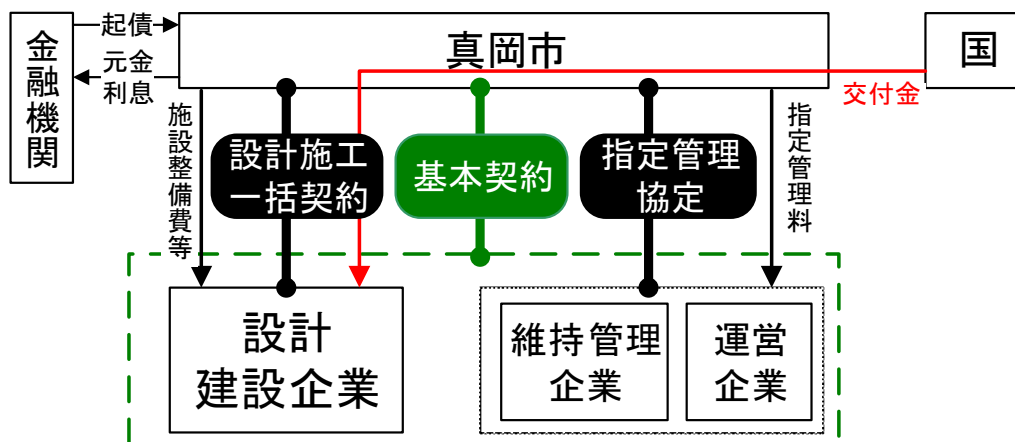 金融機関
起債
元金
利息
真岡市
国
交付金
施設整備費等
設計施工
一括契約
基本契約
指定管理
協定
指定管理料
設計
建設企業
維持管理
企業
運営
企業